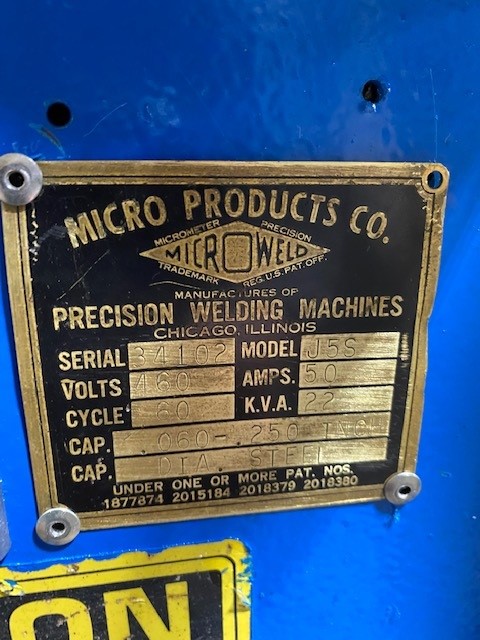 MICRO PRODUCTS CO.
MICROMETER PRECISION
MICROWELD
TRADEMARK REG. U.S. PAT. OFF.
MANUFACTURES OF
PRECISION WELDING MACHINES
CHICAGO, ILLINOIS
SERIAL 34102 MODEL J5S
VOLTS 460 AMPS. 50
CYCLE 60 K.V.A. 22
CAP. .060-.250 INCH
CAP. DIA. STEEL
UNDER ONE OR MORE PAT. NOS.
1877874 2015184 2018379 2018380
ON